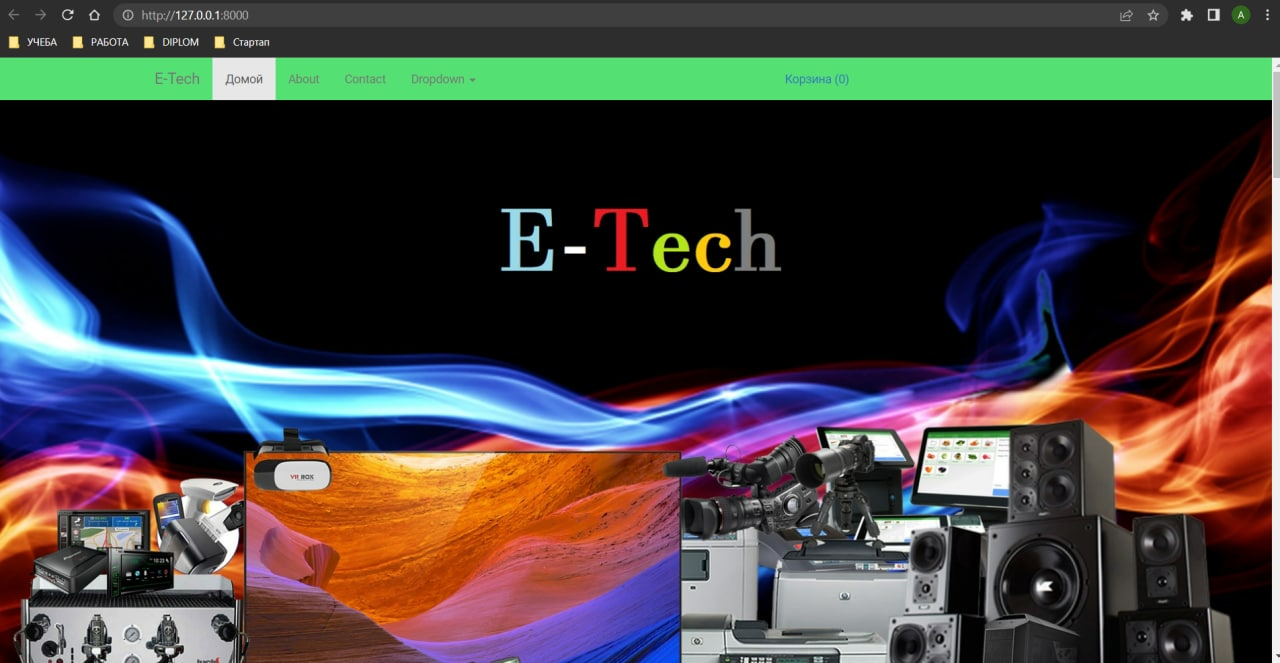 http://127.0.0.1:8000
A
УЧЕБА РАБОТА DIPLOM Стартап
E-Tech Домой About Contact Dropdown Корзина (0)
E-Tech
VR BOX
hp